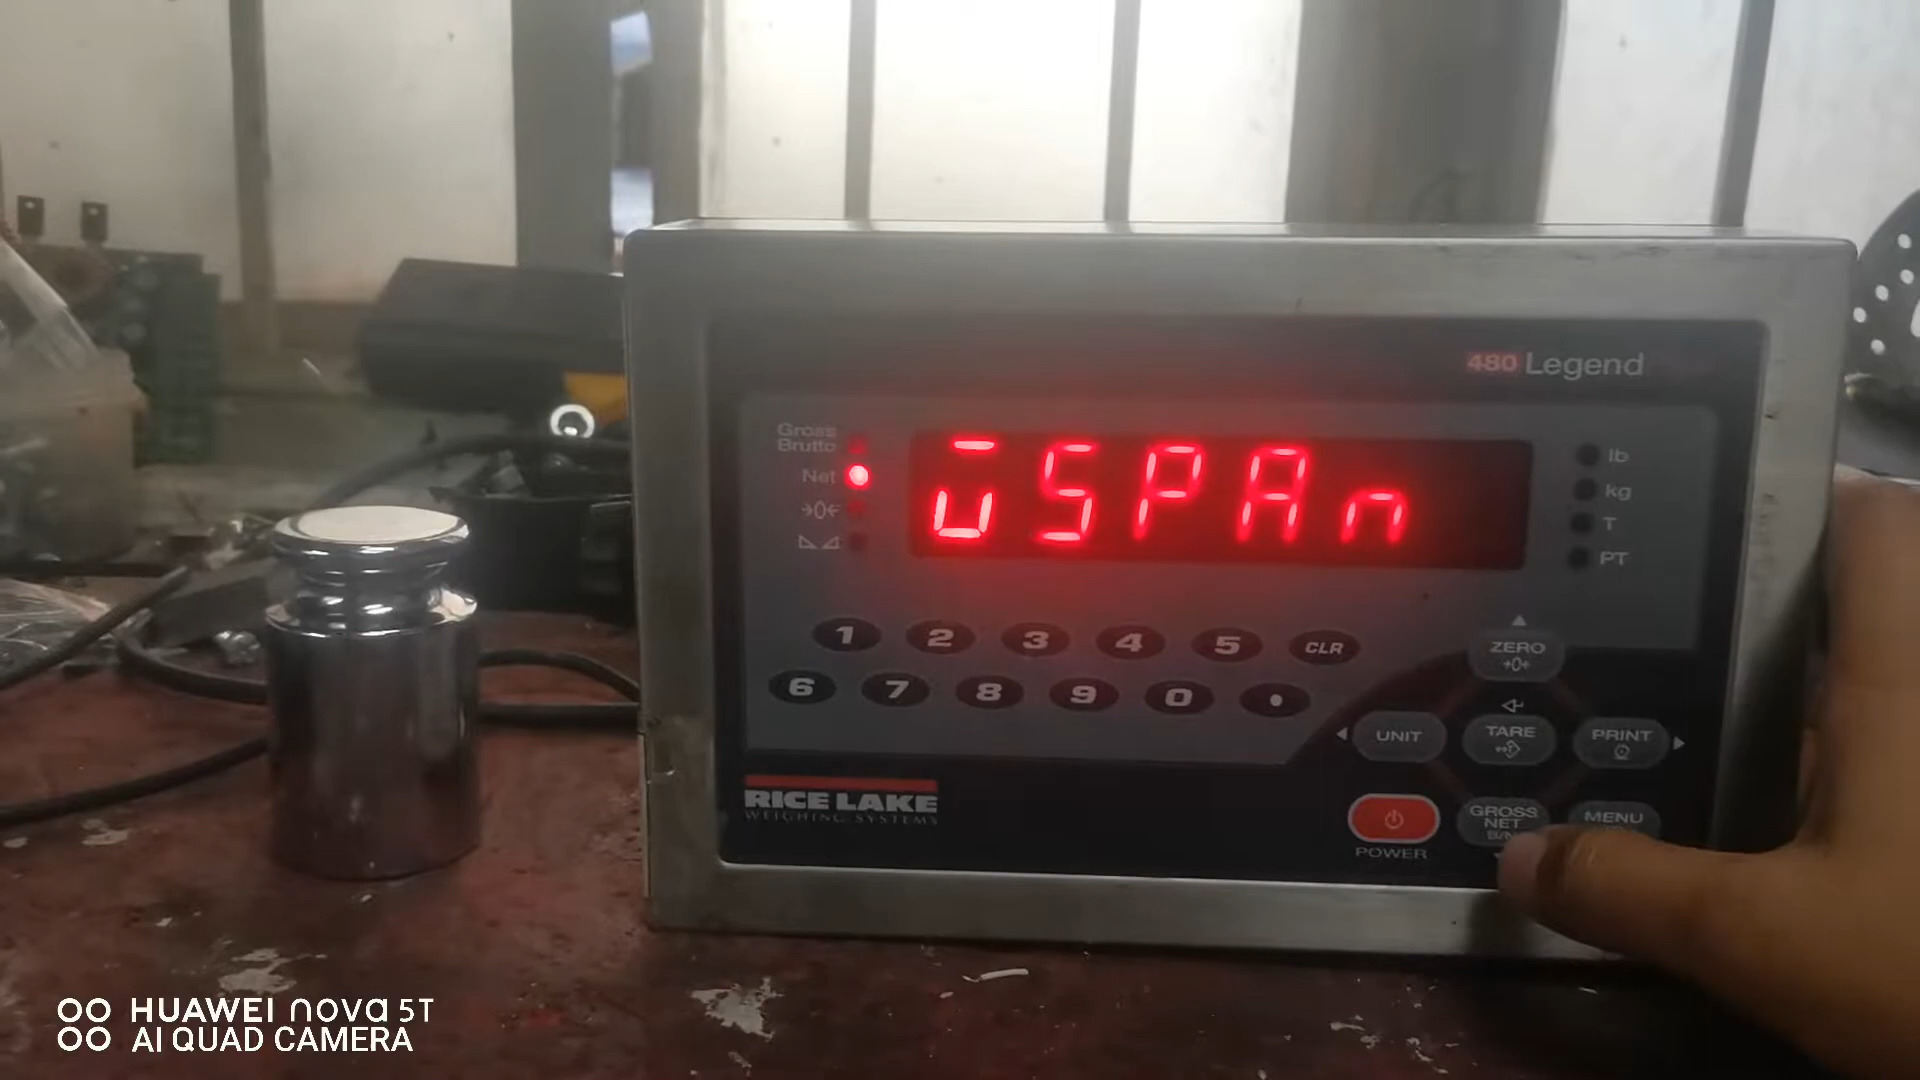 480 Legend
Gross
Brutto
Net
→0←
SPAn
lb
kg
T
PT
1 2 3 4 5 CLR
6 7 8 9 0 •
ZERO
→0←
UNIT
TARE
PRINT
GROSS
NET
B/N
MENU
POWER
RICE LAKE
WEIGHING SYSTEMS
HUAWEI nova 5T
AI QUAD CAMERA